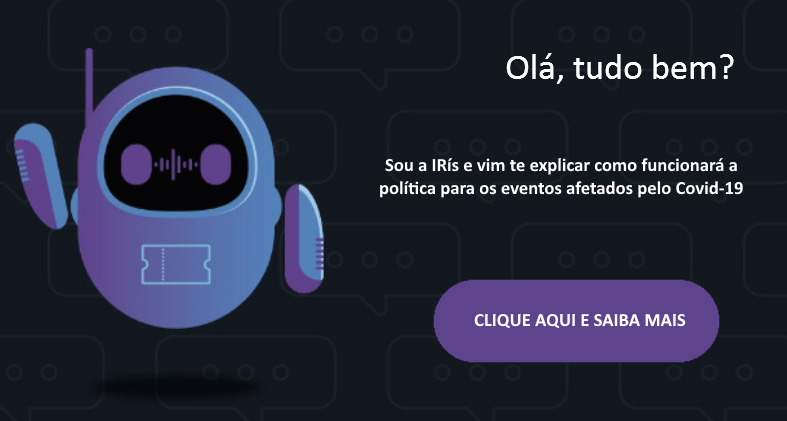 Olá, tudo bem?
Sou a IRís e vim te explicar como funcionará a
política para os eventos afetados pelo Covid-19
CLIQUE AQUI E SAIBA MAIS